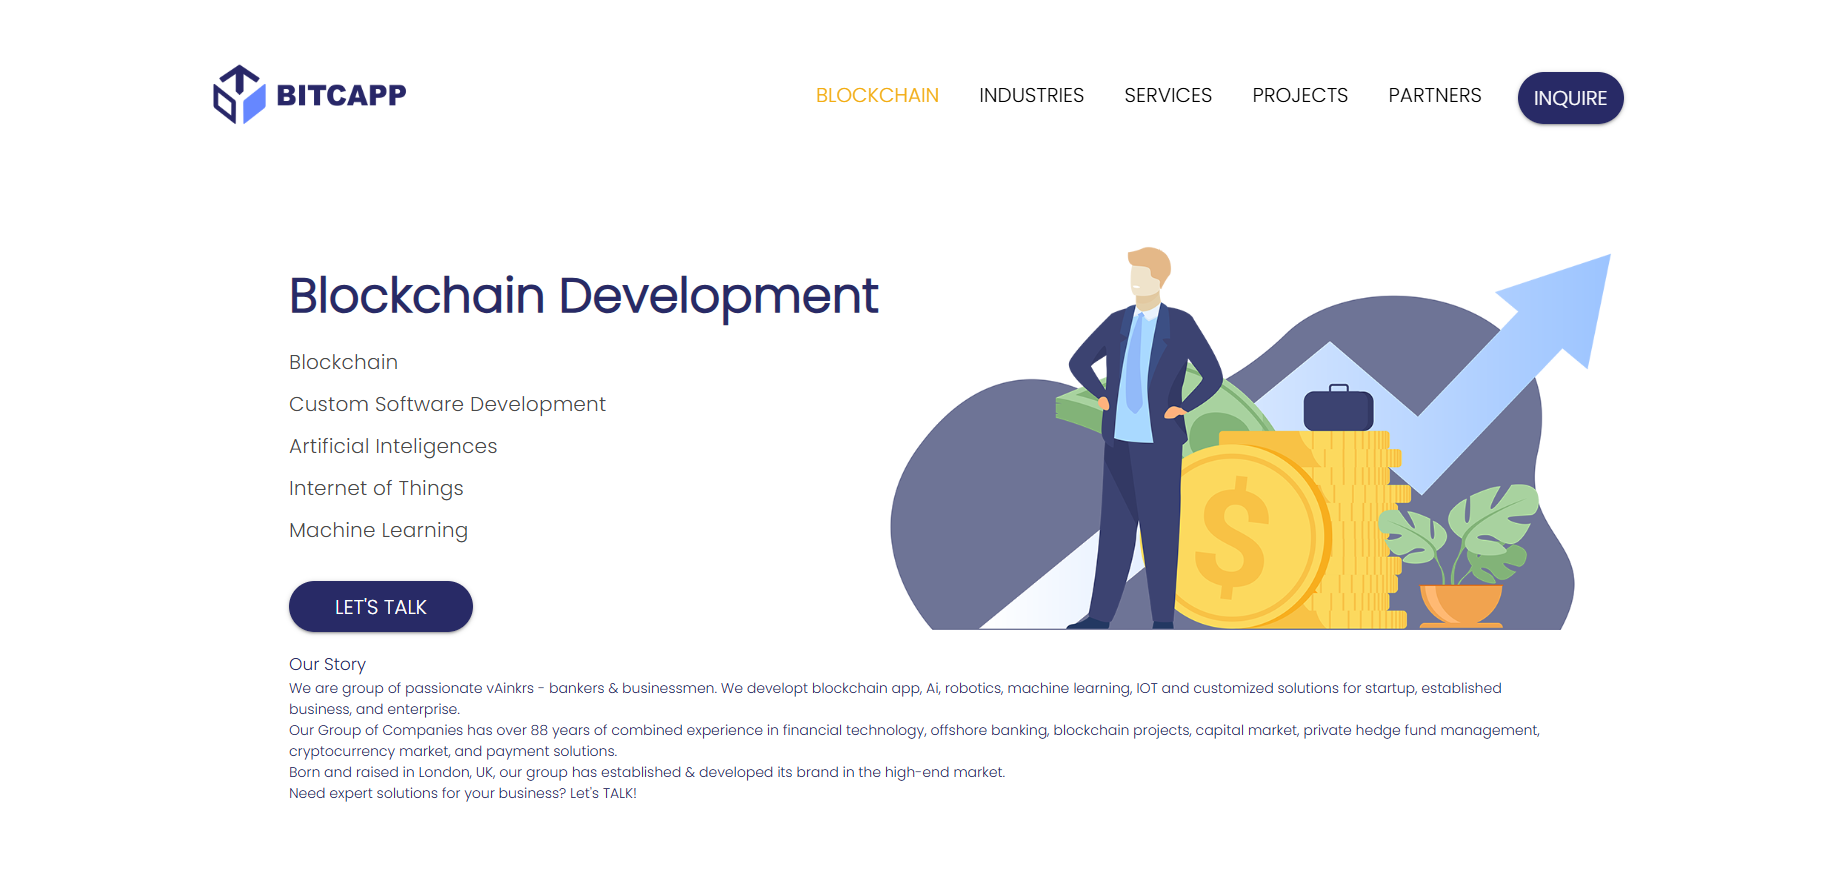 BITCAPP
BLOCKCHAIN INDUSTRIES SERVICES PROJECTS PARTNERS INQUIRE
Blockchain Development
Blockchain
Custom Software Development
Artificial Inteligences
Internet of Things
Machine Learning
LET'S TALK
$
Our Story
We are group of passionate vAinkrs - bankers & businessmen. We developt blockchain app, Ai, robotics, machine learning, IOT and customized solutions for startup, established
business, and enterprise.
Our Group of Companies has over 88 years of combined experience in financial technology, offshore banking, blockchain projects, capital market, private hedge fund management,
cryptocurrency market, and payment solutions.
Born and raised in London, UK, our group has established & developed its brand in the high-end market.
Need expert solutions for your business? Let's TALK!